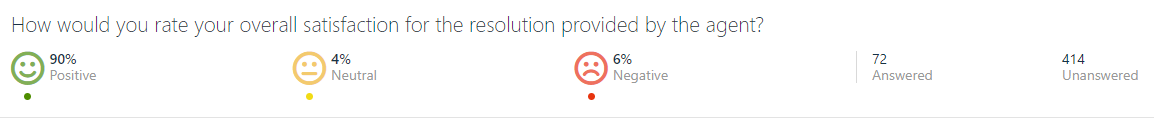 How would you rate your overall satisfaction for the resolution provided by the agent?
90% 4% 6% 72 414
Positive Neutral Negative Answered Unanswered